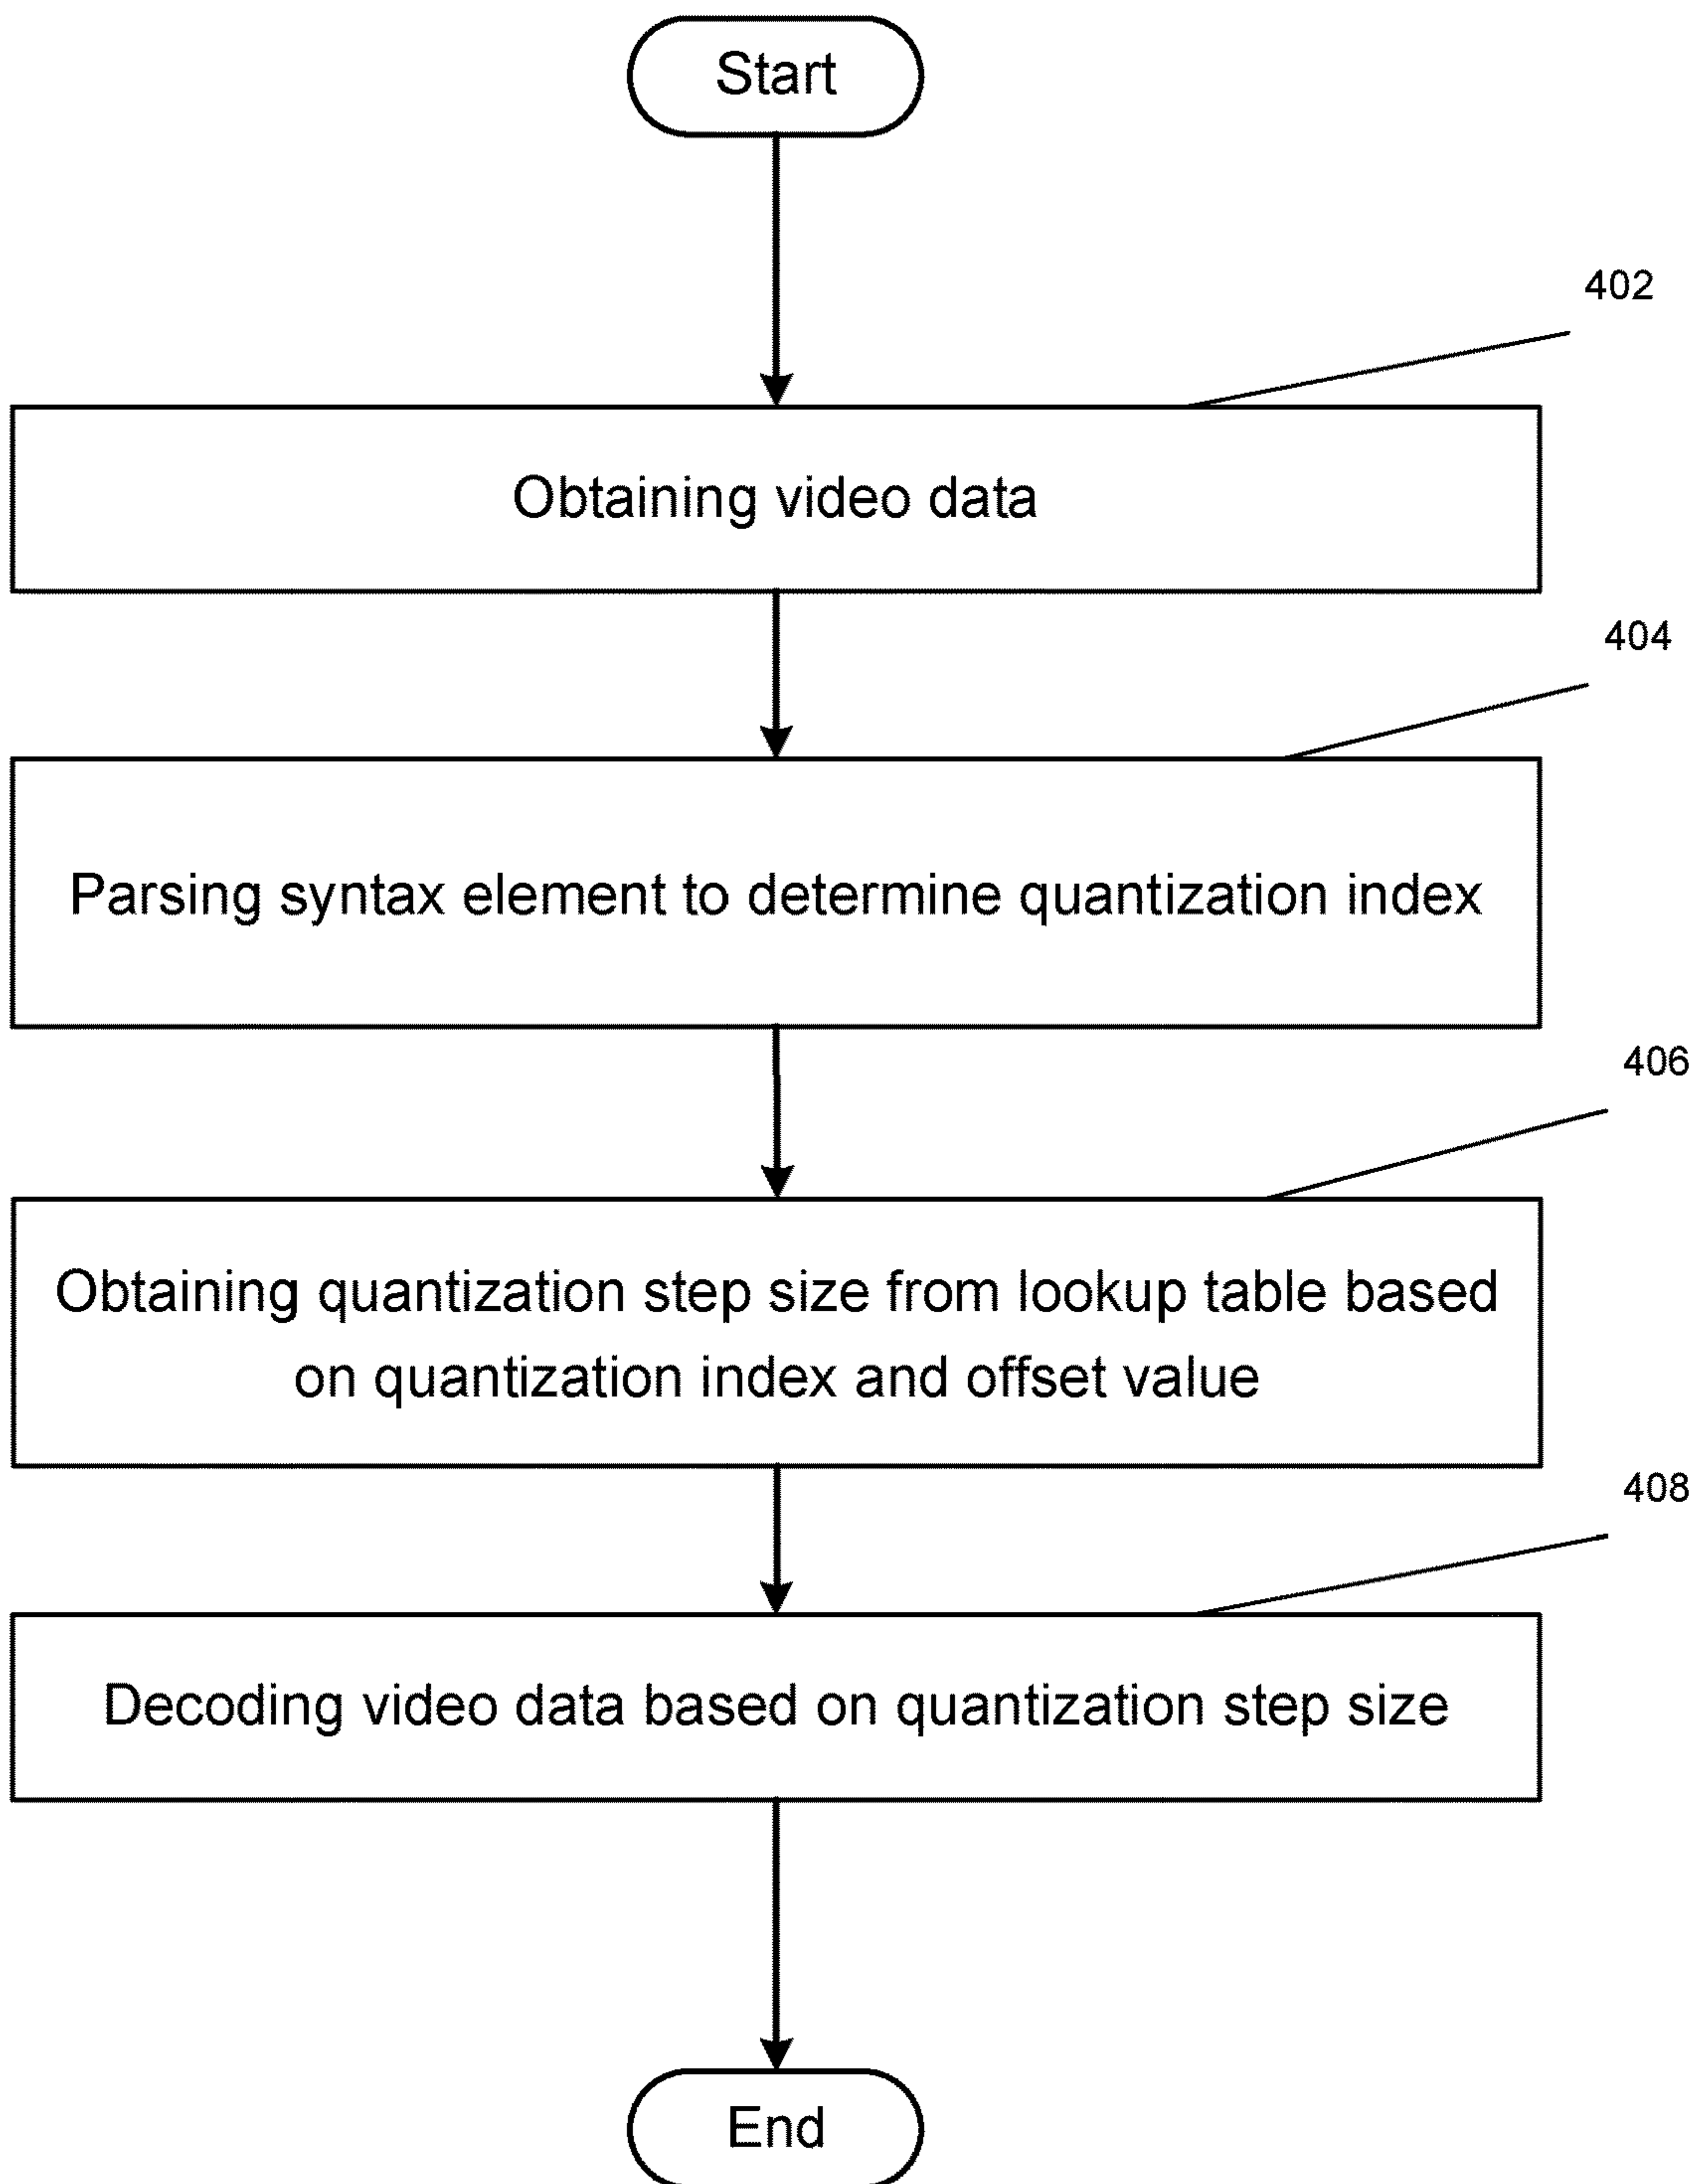 Start
402
Obtaining video data
404
Parsing syntax element to determine quantization index
406
Obtaining quantization step size from lookup table based
on quantization index and offset value
408
Decoding video data based on quantization step size
End